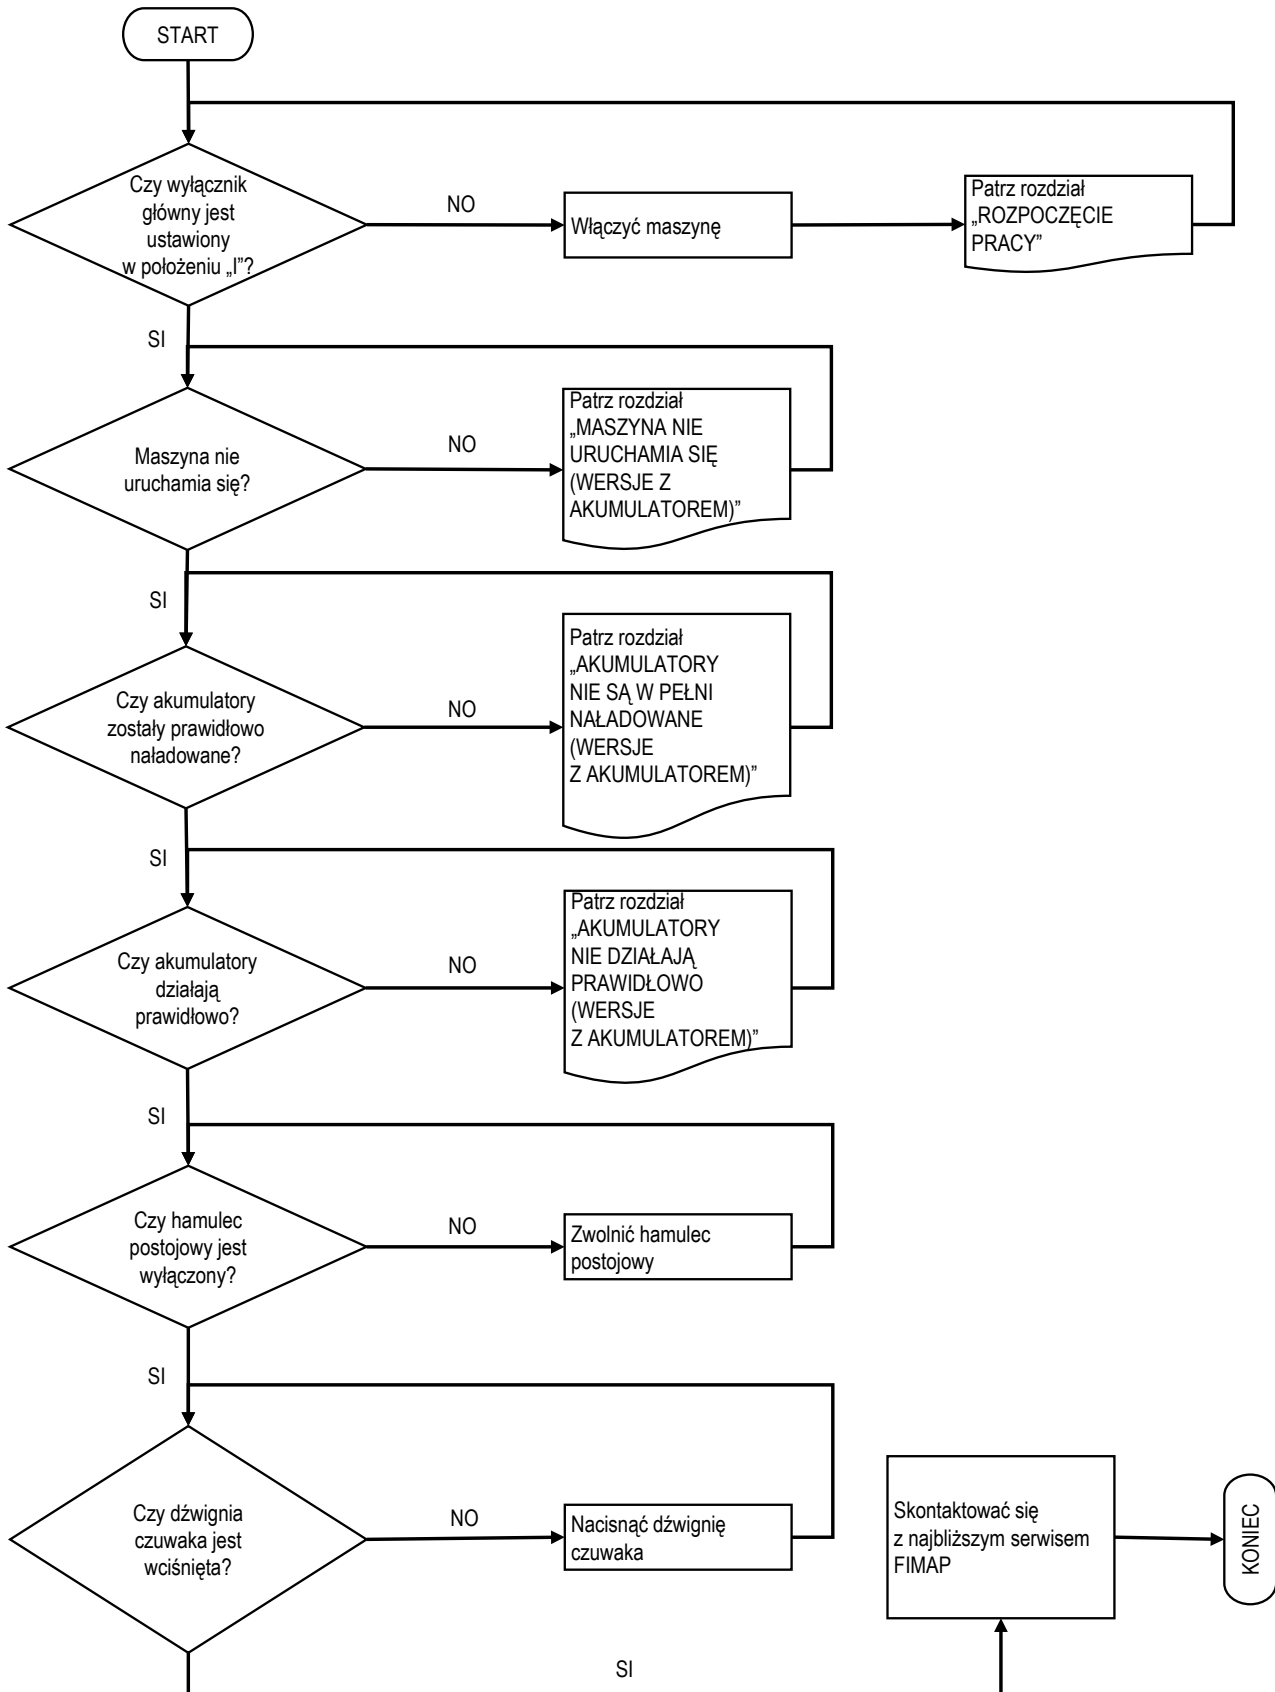 START
Czy wyłącznik
główny jest
ustawiony
w położeniu „I”?
NO
Włączyć maszynę
Patrz rozdział
„ROZPOCZĘCIE
PRACY”
SI
Maszyna nie
uruchamia się?
NO
Patrz rozdział
„MASZYNA NIE
URUCHAMIA SIĘ
(WERSJE Z
AKUMULATOREM)”
SI
Czy akumulatory
zostały prawidłowo
naładowane?
NO
Patrz rozdział
„AKUMULATORY
NIE SĄ W PEŁNI
NAŁADOWANE
(WERSJE
Z AKUMULATOREM)”
SI
Czy akumulatory
działają
prawidłowo?
NO
Patrz rozdział
„AKUMULATORY
NIE DZIAŁAJĄ
PRAWIDŁOWO
(WERSJE
Z AKUMULATOREM)”
SI
Czy hamulec
postojowy jest
wyłączony?
NO
Zwolnić hamulec
postojowy
SI
Czy dźwignia
czuwaka jest
wciśnięta?
NO
Nacisnąć dźwignię
czuwaka
SI
Skontaktować się
z najbliższym serwisem
FIMAP
KONIEC